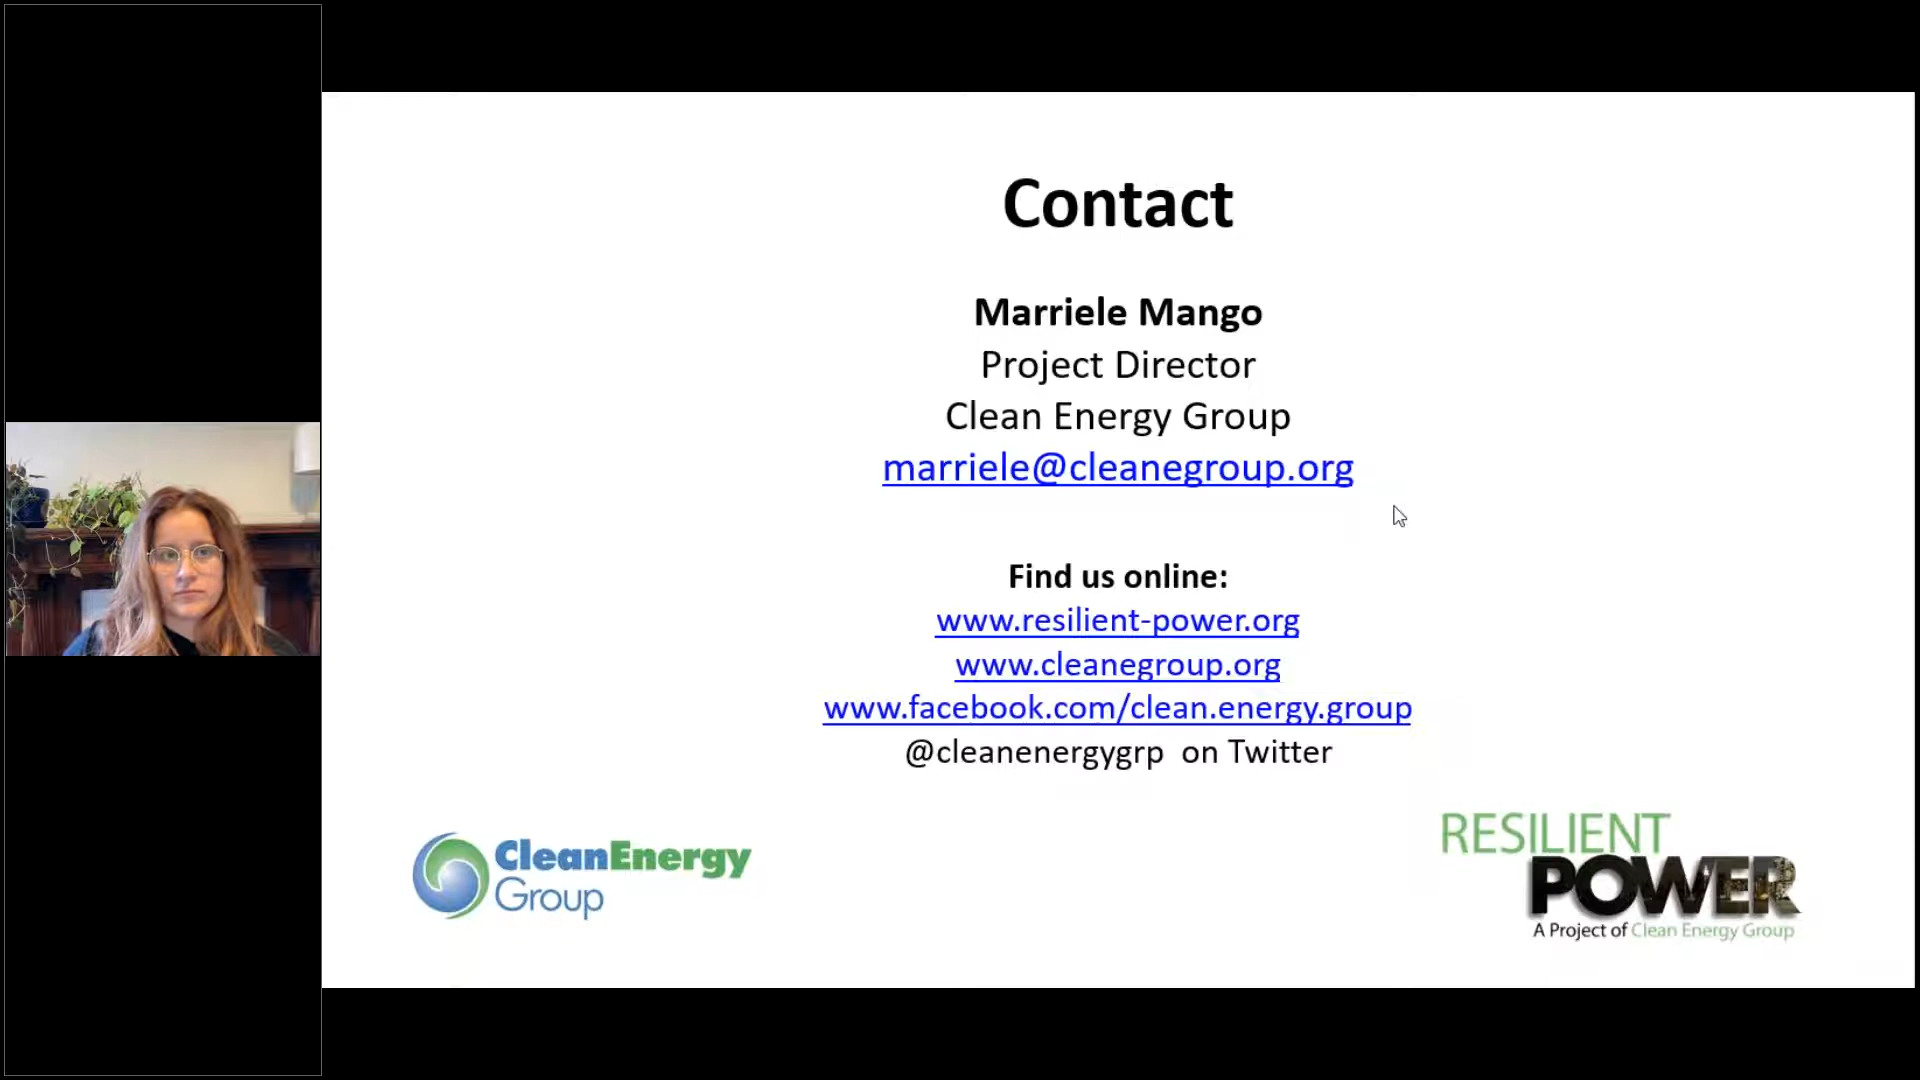 Contact
Marriele Mango
Project Director
Clean Energy Group
marriele@cleanegroup.org
Find us online:
www.resilient-power.org
www.cleanegroup.org
www.facebook.com/clean.energy.group
@cleanenergygrp on Twitter
CleanEnergy
Group
RESILIENT
POWER
A Project of Clean Energy Group